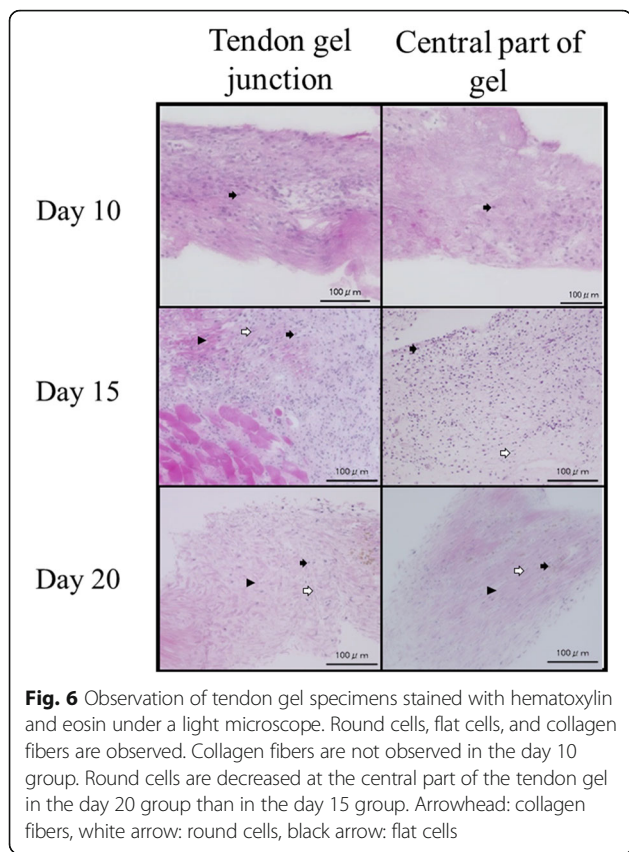 Tendon gel junction
Central part of gel
Day 10
100 μm
100 μm
Day 15
100 μm
100 μm
Day 20
100 μm
100 μm
Fig. 6 Observation of tendon gel specimens stained with hematoxylin
and eosin under a light microscope. Round cells, flat cells, and collagen
fibers are observed. Collagen fibers are not observed in the day 10
group. Round cells are decreased at the central part of the tendon gel
in the day 20 group than in the day 15 group. Arrowhead: collagen
fibers, white arrow: round cells, black arrow: flat cells